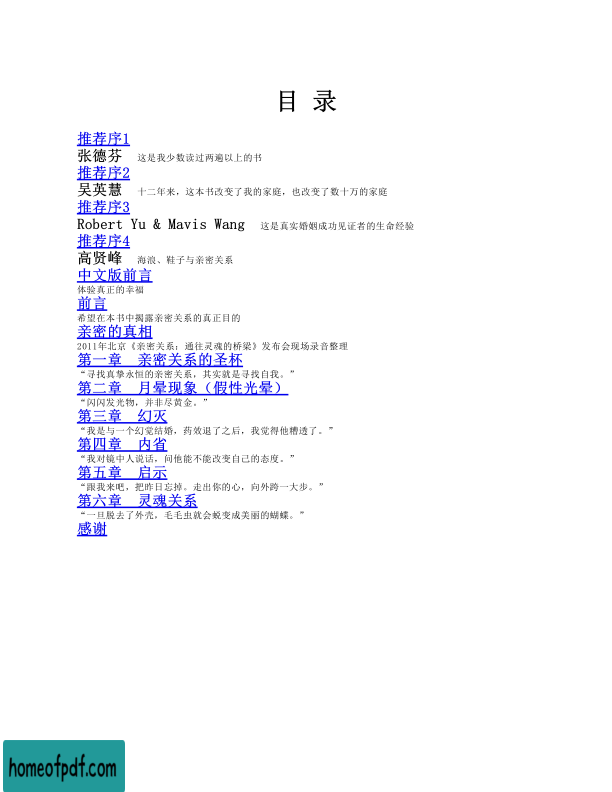 目 录
推荐序1
张德芬 这是我少数读过两遍以上的书
推荐序2
吴英慧 十二年来，这本书改变了我的家庭，也改变了数十万的家庭
推荐序3
Robert Yu & Mavis Wang 这是真实婚姻成功见证者的生命经验
推荐序4
高贤峰 海浪、鞋子与亲密关系
中文版前言
体验真正的幸福
前言
希望在本书中揭露亲密关系的真正目的
亲密的真相
2011年北京《亲密关系：通往灵魂的桥梁》发布会现场录音整理
第一章 亲密关系的圣杯
“寻找真挚永恒的亲密关系，其实就是寻找自我。”
第二章 月晕现象（假性光晕）
“闪闪发光物，并非尽黄金。”
第三章 幻灭
“我是与一个幻觉结婚，药效退了之后，我觉得他糟透了。”
第四章 内省
“我对镜中人说话，问他能不能改变自己的态度。”
第五章 启示
“跟我来吧，把昨日忘掉。走出你的心，向外跨一大步。”
第六章 灵魂关系
“一旦脱去了外壳，毛毛虫就会蜕变成美丽的蝴蝶。”
感谢
homeofpdf.com